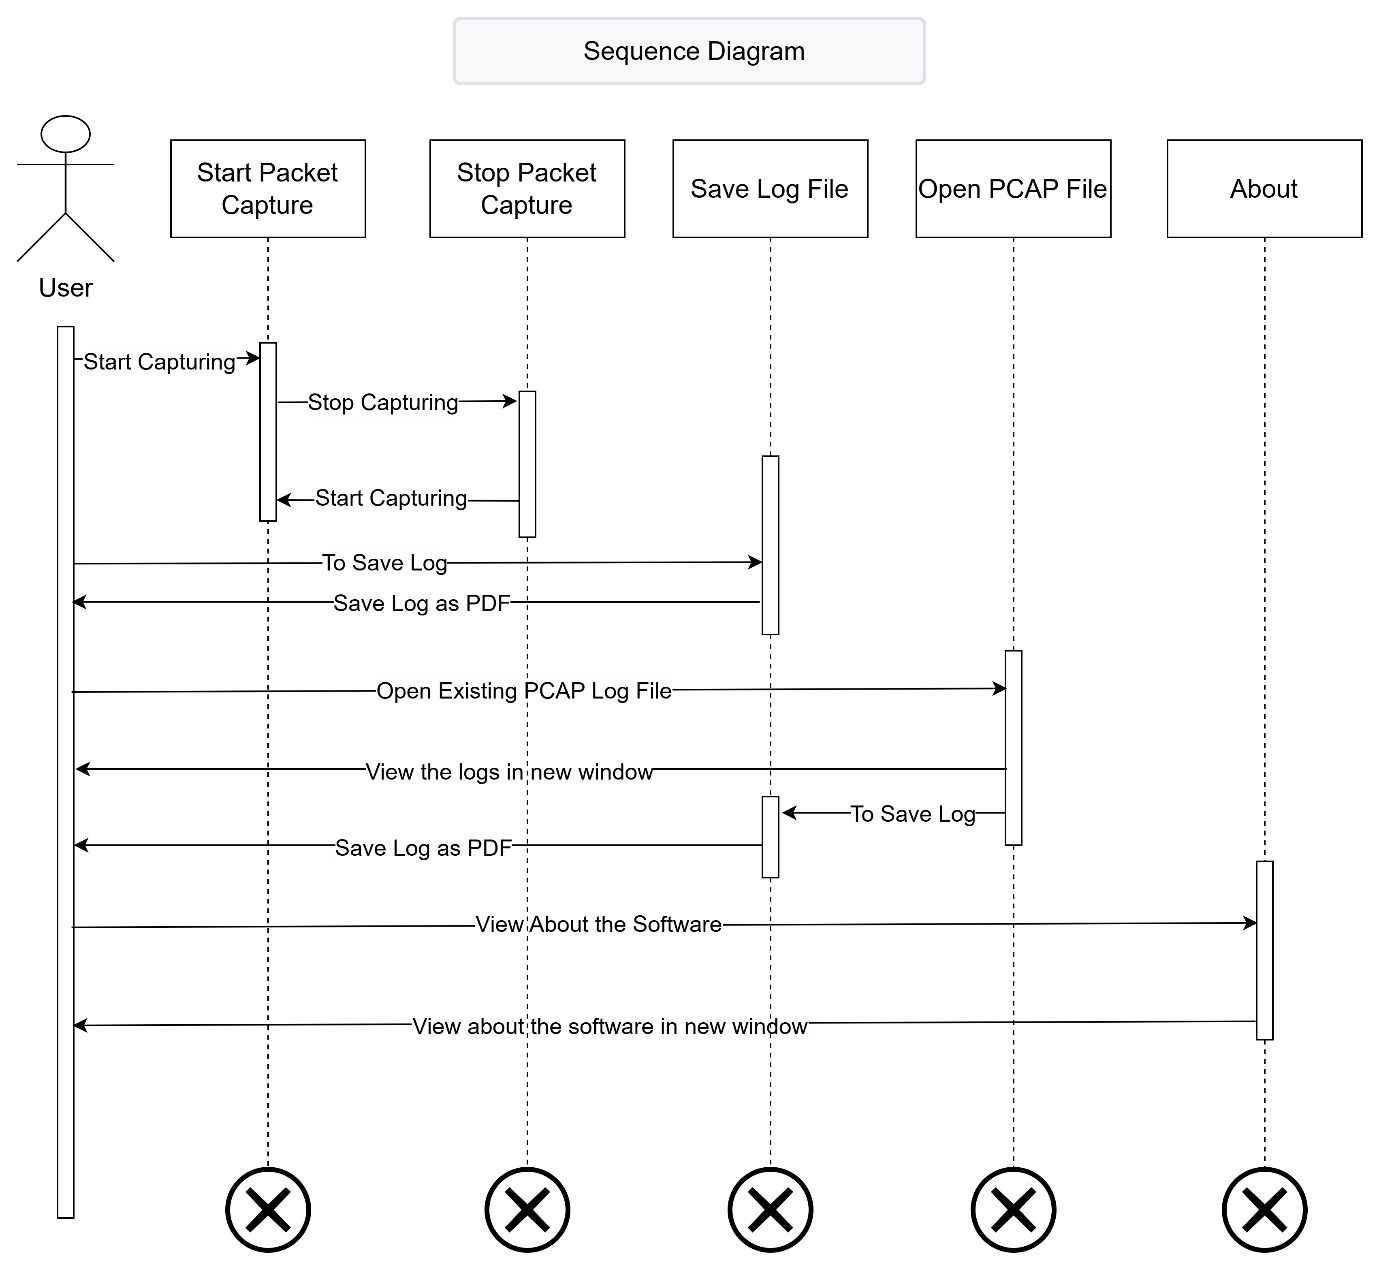 Sequence Diagram
Start Packet
Capture
Stop Packet
Capture
Save Log File
Open PCAP File
About
User
Start Capturing
Stop Capturing
Start Capturing
To Save Log
Save Log as PDF
Open Existing PCAP Log File
View the logs in new window
To Save Log
Save Log as PDF
View About the Software
View about the software in new window